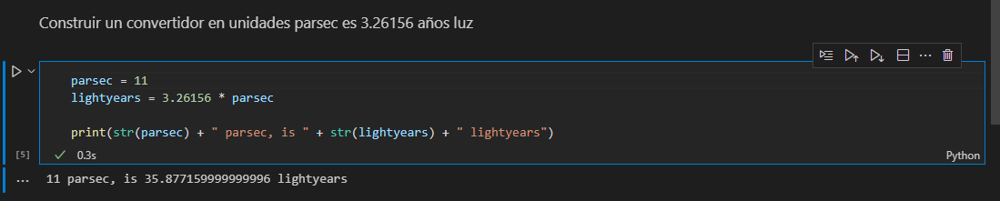 Construir un convertidor en unidades parsec es 3.26156 años luz
parsec = 11
lightyears = 3.26156 * parsec
print(str(parsec) + " parsec, is " + str(lightyears) + " lightyears")
[5]
0.3s
Python
11 parsec, is 35.877159999999996 lightyears